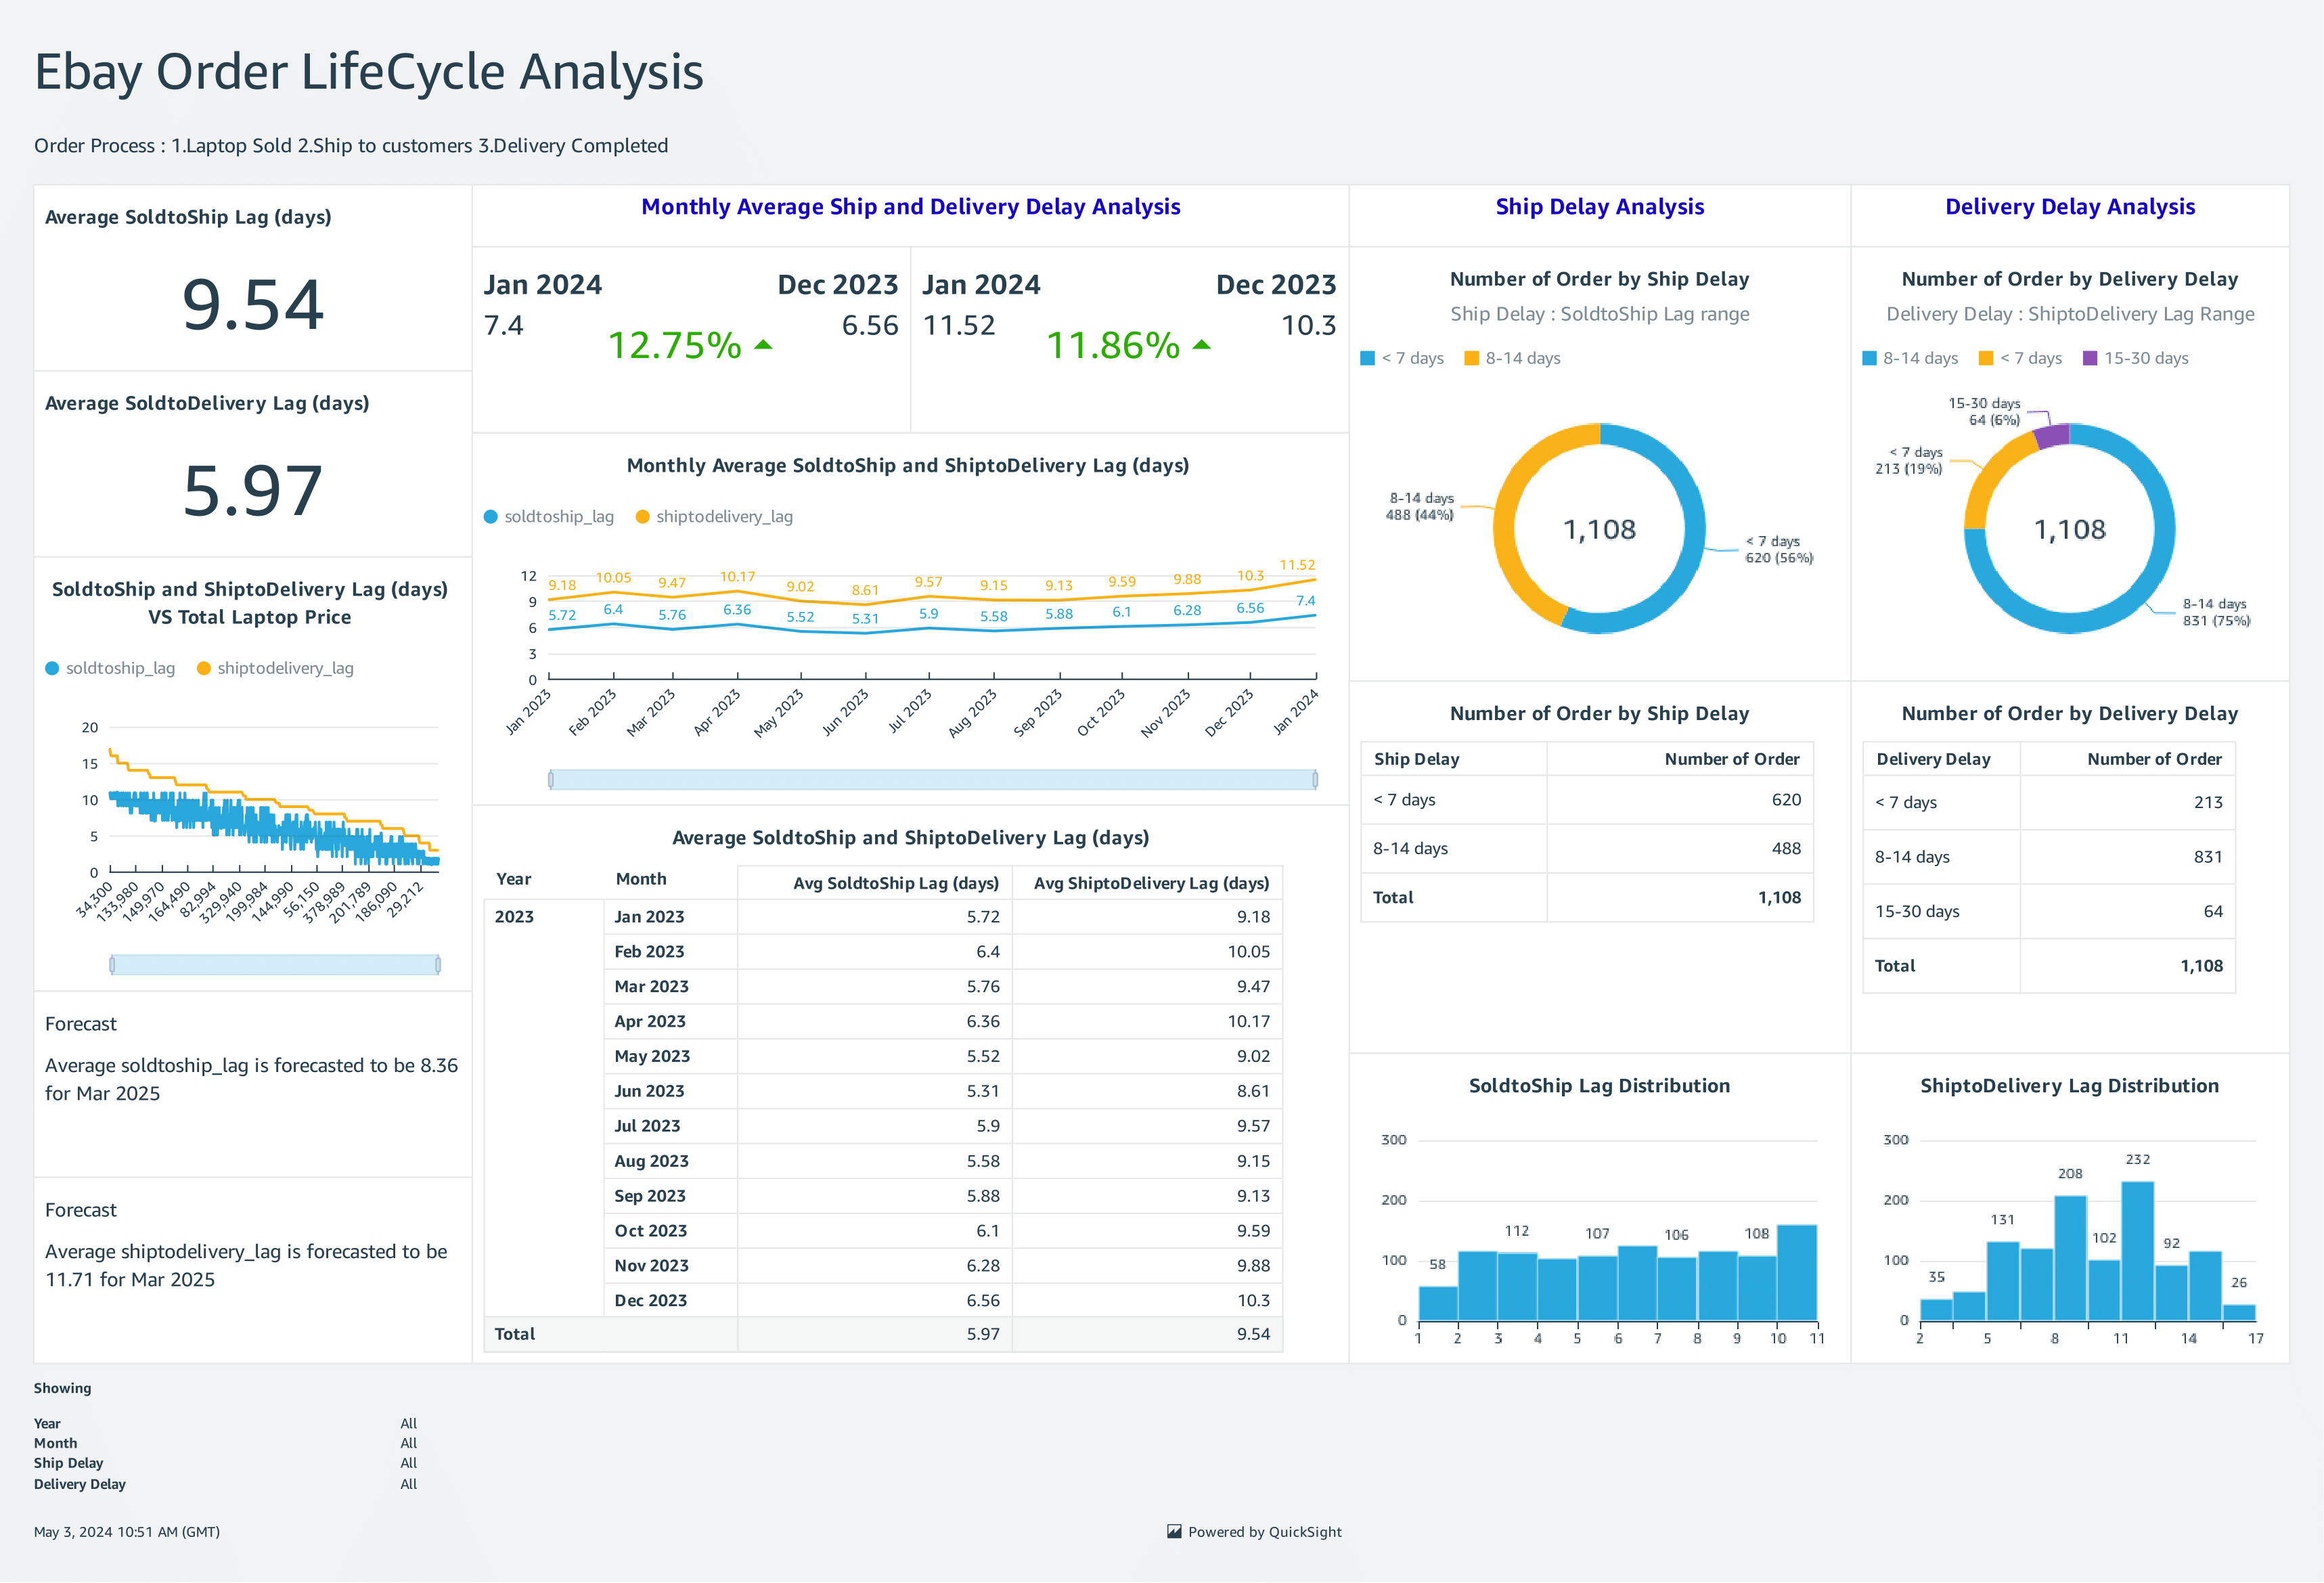 Ebay Order LifeCycle Analysis
Order Process : 1.Laptop Sold 2.Ship to customers 3.Delivery Completed
Average SoldtoShip Lag (days)
9.54
Average SoldtoDelivery Lag (days)
5.97
SoldtoShip and ShiptoDelivery Lag (days)
VS Total Laptop Price
soldtoship_lag shiptodelivery_lag
20
15
10
5
0
34,300 133,980 149,970 164,490 82,994 329,940 199,984 144,990 56,150 378,989 201,789 186,090 29,212
Forecast
Average soldtoship_lag is forecasted to be 8.36
for Mar 2025
Forecast
Average shiptodelivery_lag is forecasted to be
11.71 for Mar 2025
Monthly Average Ship and Delivery Delay Analysis
Jan 2024 Dec 2023
7.4 6.56
12.75%
Jan 2024 Dec 2023
11.52 10.3
11.86%
Monthly Average SoldtoShip and ShiptoDelivery Lag (days)
soldtoship_lag shiptodelivery_lag
12
9
6
3
0
9.18 10.05 9.47 10.17 9.02 8.61 9.57 9.15 9.13 9.59 9.88 10.3 11.52
5.72 6.4 5.76 6.36 5.52 5.31 5.9 5.58 5.88 6.1 6.28 6.56 7.4
Jan 2023 Feb 2023 Mar 2023 Apr 2023 May 2023 Jun 2023 Jul 2023 Aug 2023 Sep 2023 Oct 2023 Nov 2023 Dec 2023 Jan 2024
Average SoldtoShip and ShiptoDelivery Lag (days)
Year Month Avg SoldtoShip Lag (days) Avg ShiptoDelivery Lag (days)
2023 Jan 2023 5.72 9.18
Feb 2023 6.4 10.05
Mar 2023 5.76 9.47
Apr 2023 6.36 10.17
May 2023 5.52 9.02
Jun 2023 5.31 8.61
Jul 2023 5.9 9.57
Aug 2023 5.58 9.15
Sep 2023 5.88 9.13
Oct 2023 6.1 9.59
Nov 2023 6.28 9.88
Dec 2023 6.56 10.3
Total 5.97 9.54
Ship Delay Analysis
Number of Order by Ship Delay
Ship Delay : SoldtoShip Lag range
< 7 days 8-14 days
8-14 days
488 (44%)
1,108
< 7 days
620 (56%)
Number of Order by Ship Delay
Ship Delay Number of Order
< 7 days 620
8-14 days 488
Total 1,108
SoldtoShip Lag Distribution
300
200
100
0
58 112 107 106 108
1 2 3 4 5 6 7 8 9 10 11
Delivery Delay Analysis
Number of Order by Delivery Delay
Delivery Delay : ShiptoDelivery Lag Range
8-14 days < 7 days 15-30 days
15-30 days
64 (6%)
< 7 days
213 (19%)
1,108
8-14 days
831 (75%)
Number of Order by Delivery Delay
Delivery Delay Number of Order
< 7 days 213
8-14 days 831
15-30 days 64
Total 1,108
ShiptoDelivery Lag Distribution
300
200
100
0
35 131 208 102 232 92 26
2 5 8 11 14 17
Showing
Year All
Month All
Ship Delay All
Delivery Delay All
May 3, 2024 10:51 AM (GMT)
Powered by QuickSight